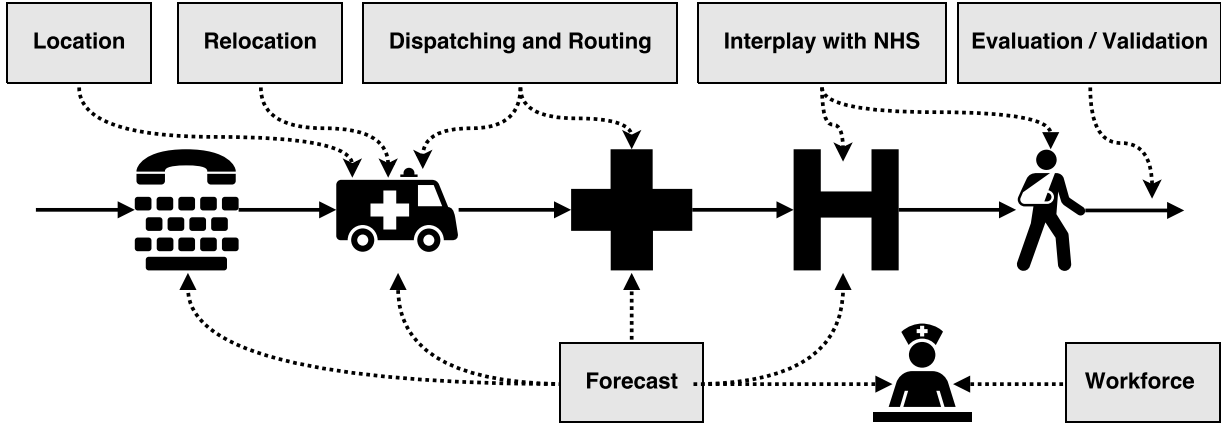 Location
Relocation
Dispatching and Routing
Interplay with NHS
Evaluation / Validation
Forecast
Workforce